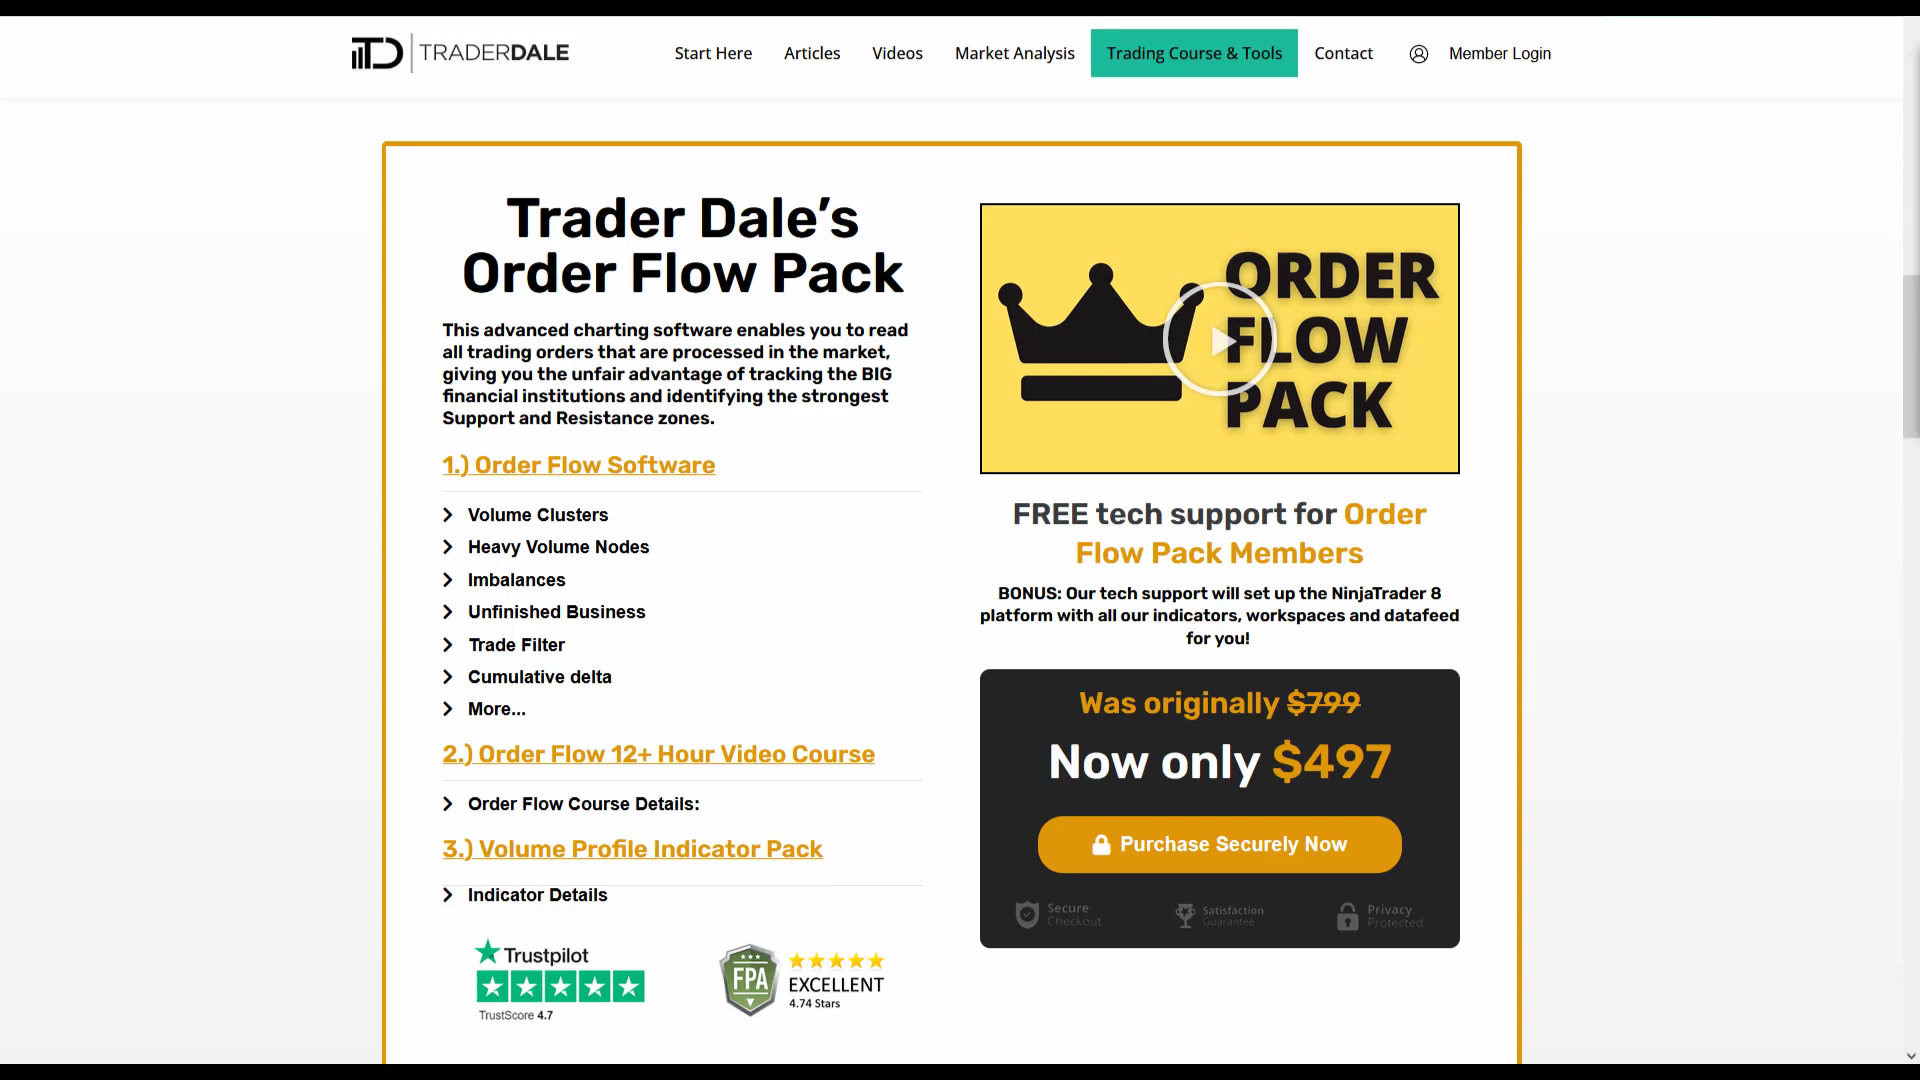 TRADERDALE
Start Here
Articles
Videos
Market Analysis
Trading Course & Tools
Contact
Member Login
Trader Dale’s
Order Flow Pack
This advanced charting software enables you to read
all trading orders that are processed in the market,
giving you the unfair advantage of tracking the BIG
financial institutions and identifying the strongest
Support and Resistance zones.
1.) Order Flow Software
Volume Clusters
Heavy Volume Nodes
Imbalances
Unfinished Business
Trade Filter
Cumulative delta
More...
2.) Order Flow 12+ Hour Video Course
Order Flow Course Details:
3.) Volume Profile Indicator Pack
Indicator Details
Trustpilot
TrustScore 4.7
FPA
EXCELLENT
4.74 Stars
ORDER
FLOW
PACK
FREE tech support for Order
Flow Pack Members
BONUS: Our tech support will set up the NinjaTrader 8
platform with all our indicators, workspaces and datafeed
for you!
Was originally $799
Now only $497
Purchase Securely Now
Secure
Checkout
Satisfaction
Guarantee
Privacy
Protected